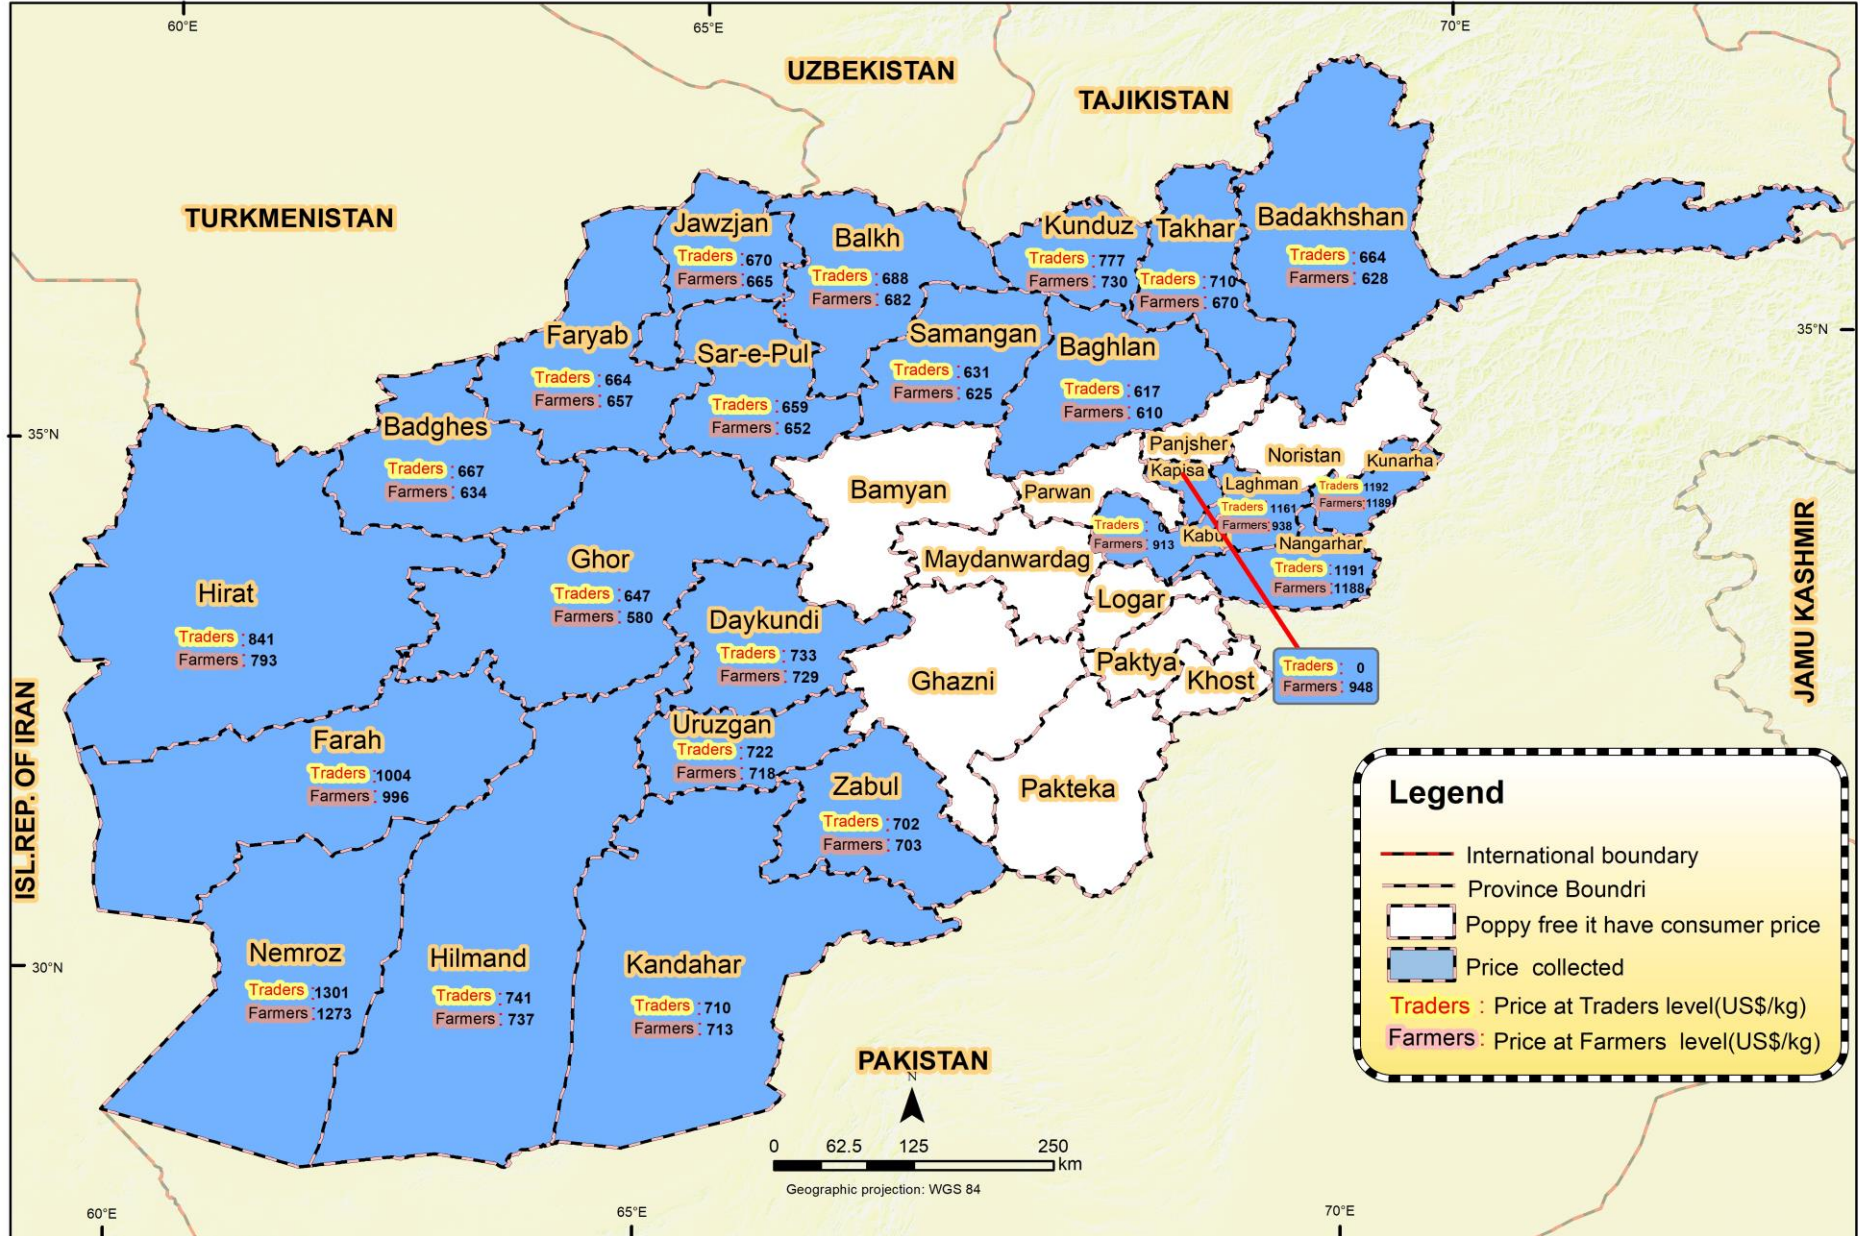 60°E
65°E
70°E
UZBEKISTAN
TAJIKISTAN
TURKMENISTAN
Jawzjan
Traders : 670
Farmers : 665
Balkh
Traders : 688
Farmers : 682
Kunduz
Traders : 777
Farmers : 730
Takhar
Traders : 710
Farmers : 670
Badakhshan
Traders : 664
Farmers : 628
35°N
Faryab
Traders : 664
Farmers : 657
Sar-e-Pul
Traders : 659
Farmers : 652
Samangan
Traders : 631
Farmers : 625
Baghlan
Traders : 617
Farmers : 610
35°N
Badghes
Traders : 667
Farmers : 634
Panjsher
Noristan
Kunarha
Traders : 1192
Farmers : 1189
Kapisa
Laghman
Traders : 1161
Farmers : 938
Bamyan
Parwan
Traders : 0
Farmers : 913
Kabu
Nangarhar
Traders : 1191
Farmers : 1188
Ghor
Traders : 647
Farmers : 580
Maydanwardag
Hirat
Traders : 841
Farmers : 793
Daykundi
Traders : 733
Farmers : 729
Logar
Paktya
Khost
Traders : 0
Farmers : 948
Ghazni
JAMU KASHMIR
ISL.REP. OF IRAN
Farah
Traders : 1004
Farmers : 996
Uruzgan
Traders : 722
Farmers : 718
Zabul
Traders : 702
Farmers : 703
Pakteka
Nemroz
Traders : 1301
Farmers : 1273
Hilmand
Traders : 741
Farmers : 737
Kandahar
Traders : 710
Farmers : 713
30°N
30°N
PAKISTAN
N
0 62.5 125 250
km
Geographic projection: WGS 84
Legend
International boundary
Province Boundri
Poppy free it have consumer price
Price collected
Traders : Price at Traders level(US$/kg)
Farmers : Price at Farmers level(US$/kg)
60°E
65°E
70°E